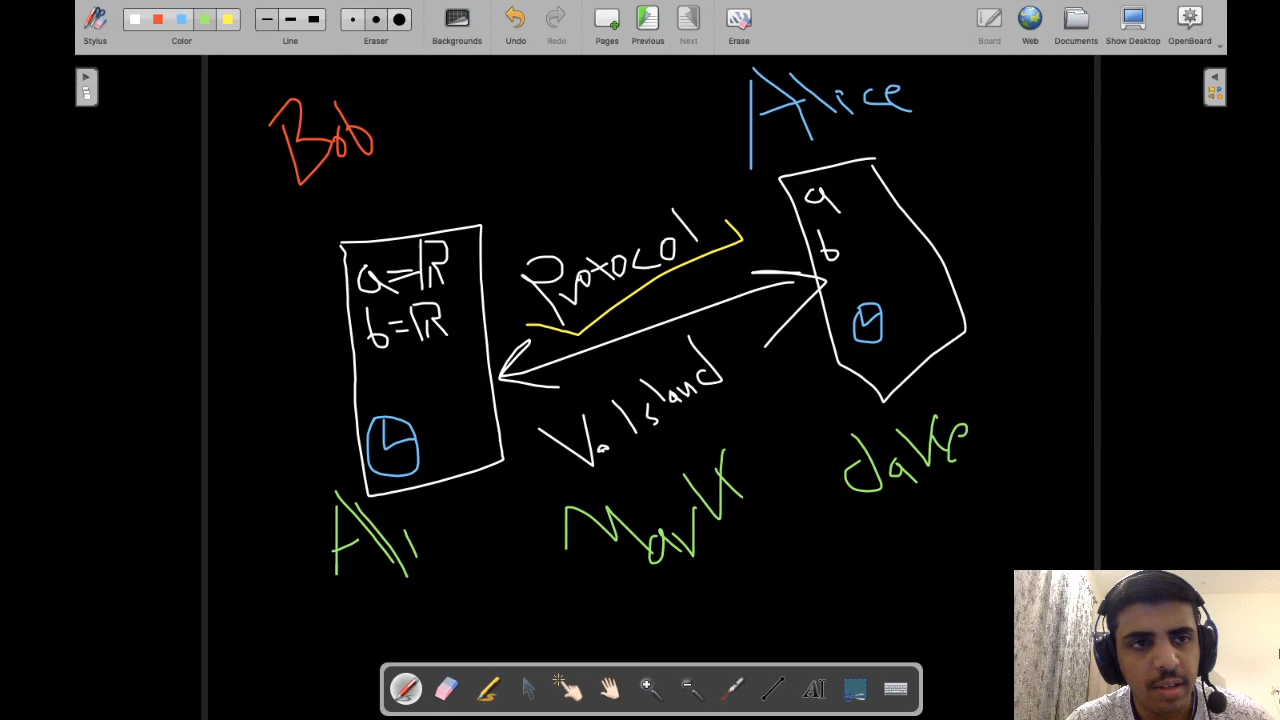 Stylus
Color
Line
Eraser
Backgrounds
Undo
Redo
Pages
Previous
Next
Erase
Board
Web
Documents
Show Desktop
OpenBoard
Bob
Alice
a=ℝ
b=ℝ
Protocol
a
b
Island
Ali
Mark
Jake